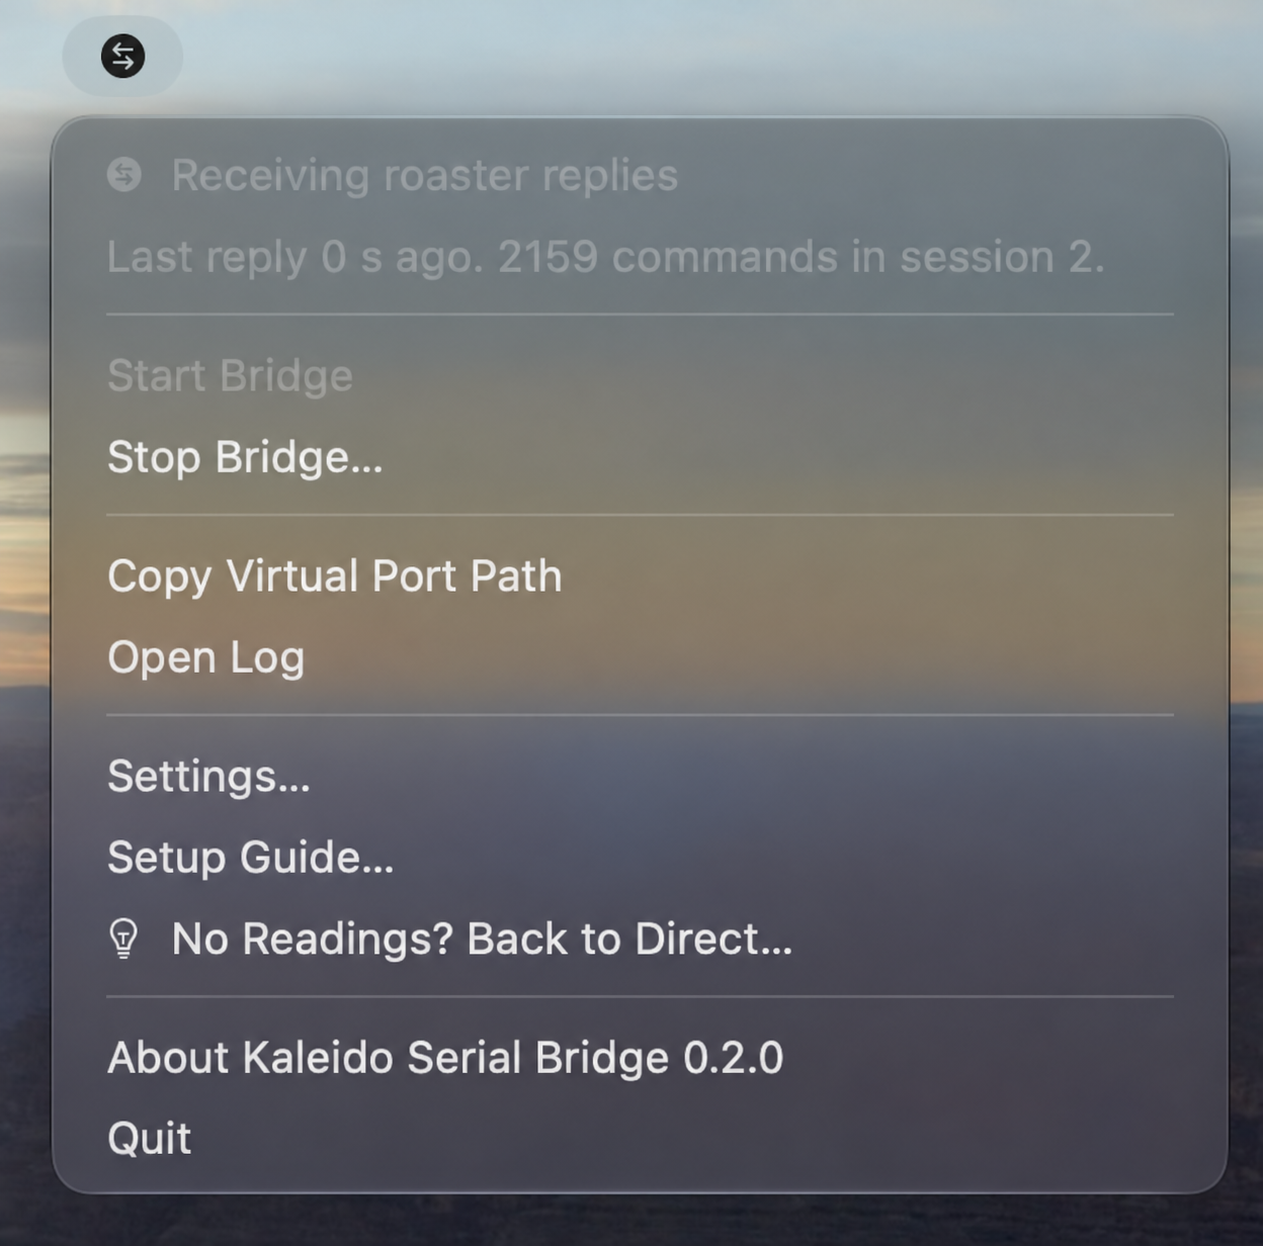 Receiving roaster replies
Last reply 0 s ago. 2159 commands in session 2.
Start Bridge
Stop Bridge...
Copy Virtual Port Path
Open Log
Settings...
Setup Guide...
No Readings? Back to Direct...
About Kaleido Serial Bridge 0.2.0
Quit